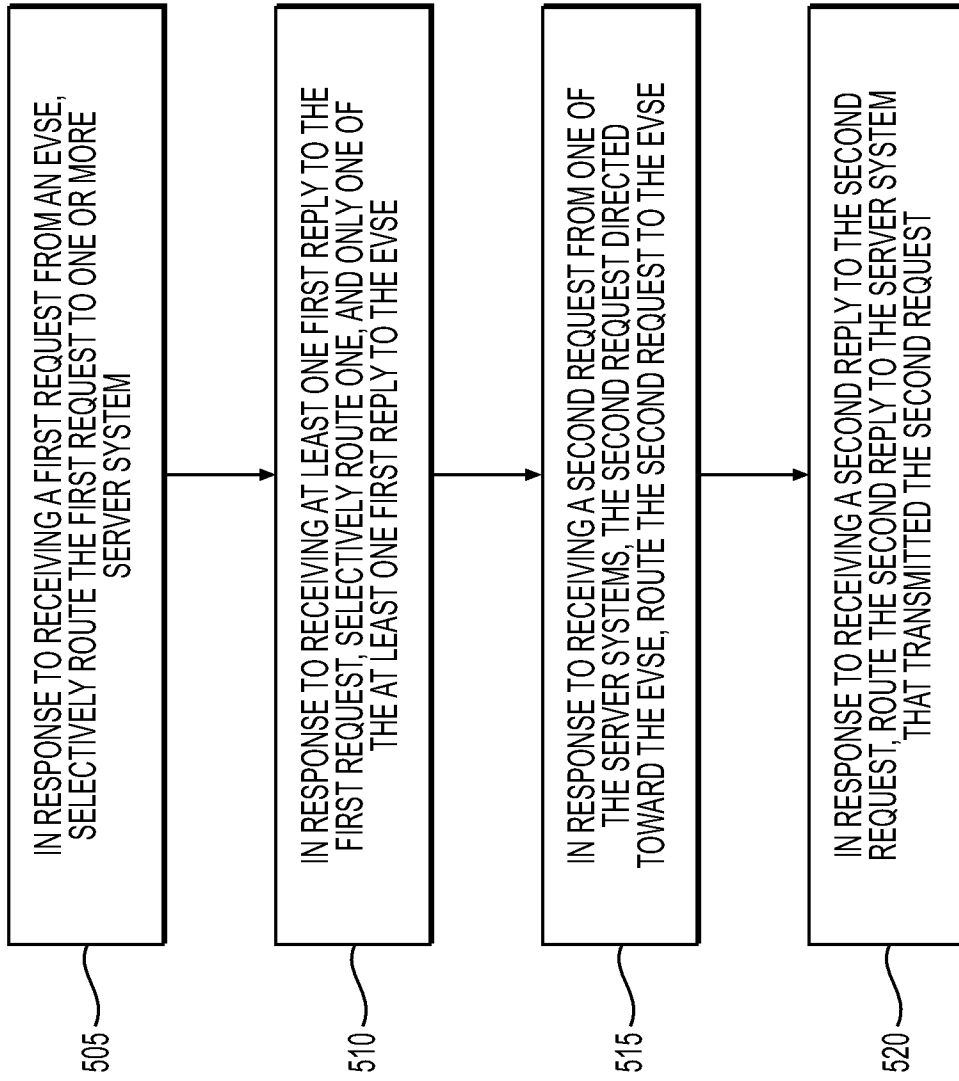 505
IN RESPONSE TO RECEIVING A FIRST REQUEST FROM AN EVSE,
SELECTIVELY ROUTE THE FIRST REQUEST TO ONE OR MORE
SERVER SYSTEM
510
IN RESPONSE TO RECEIVING AT LEAST ONE FIRST REPLY TO THE
FIRST REQUEST, SELECTIVELY ROUTE ONE, AND ONLY ONE OF
THE AT LEAST ONE FIRST REPLY TO THE EVSE
515
IN RESPONSE TO RECEIVING A SECOND REQUEST FROM ONE OF
THE SERVER SYSTEMS, THE SECOND REQUEST DIRECTED
TOWARD THE EVSE, ROUTE THE SECOND REQUEST TO THE EVSE
520
IN RESPONSE TO RECEIVING A SECOND REPLY TO THE SECOND
REQUEST, ROUTE THE SECOND REPLY TO THE SERVER SYSTEM
THAT TRANSMITTED THE SECOND REQUEST